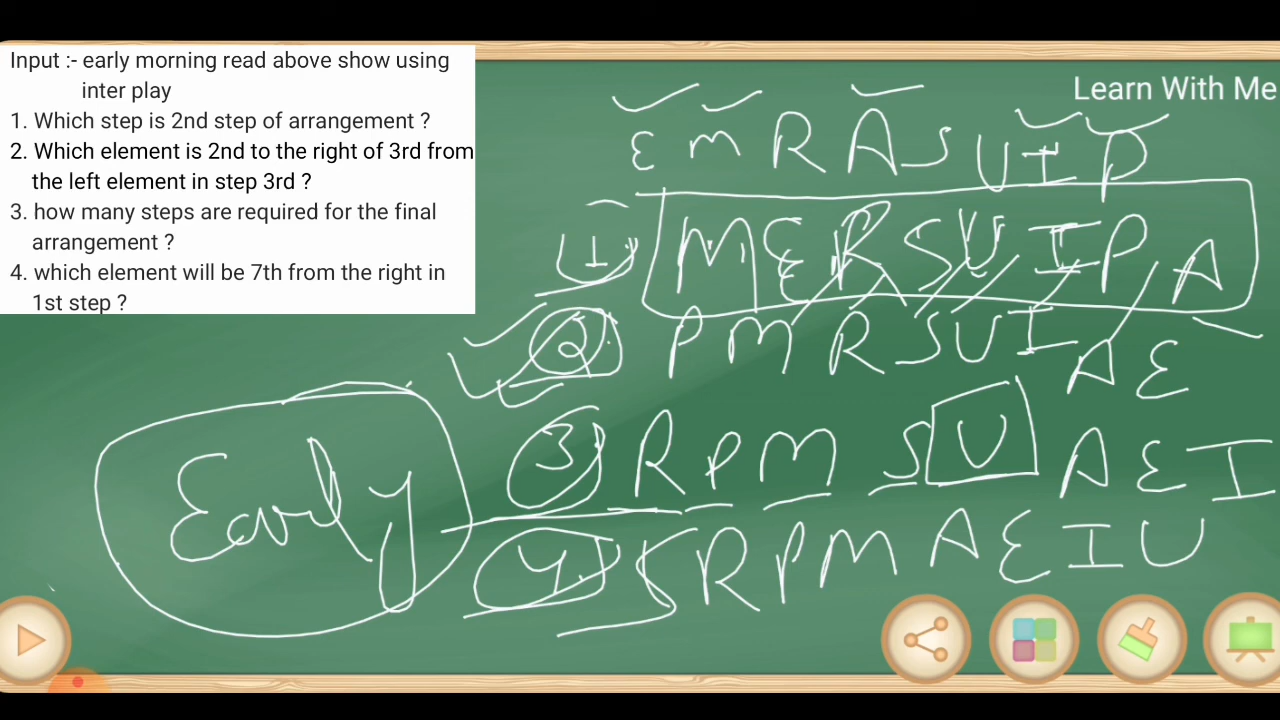 Input :- early morning read above show using
inter play
1. Which step is 2nd step of arrangement ?
2. Which element is 2nd to the right of 3rd from
the left element in step 3rd ?
3. how many steps are required for the final
arrangement ?
4. which element will be 7th from the right in
1st step ?
Learn With Me
E M R A S U I P
1 M E R S U I P A
2 P M R S U I A E
3 R P M S U A E I
4 S R P M A E I U
Early